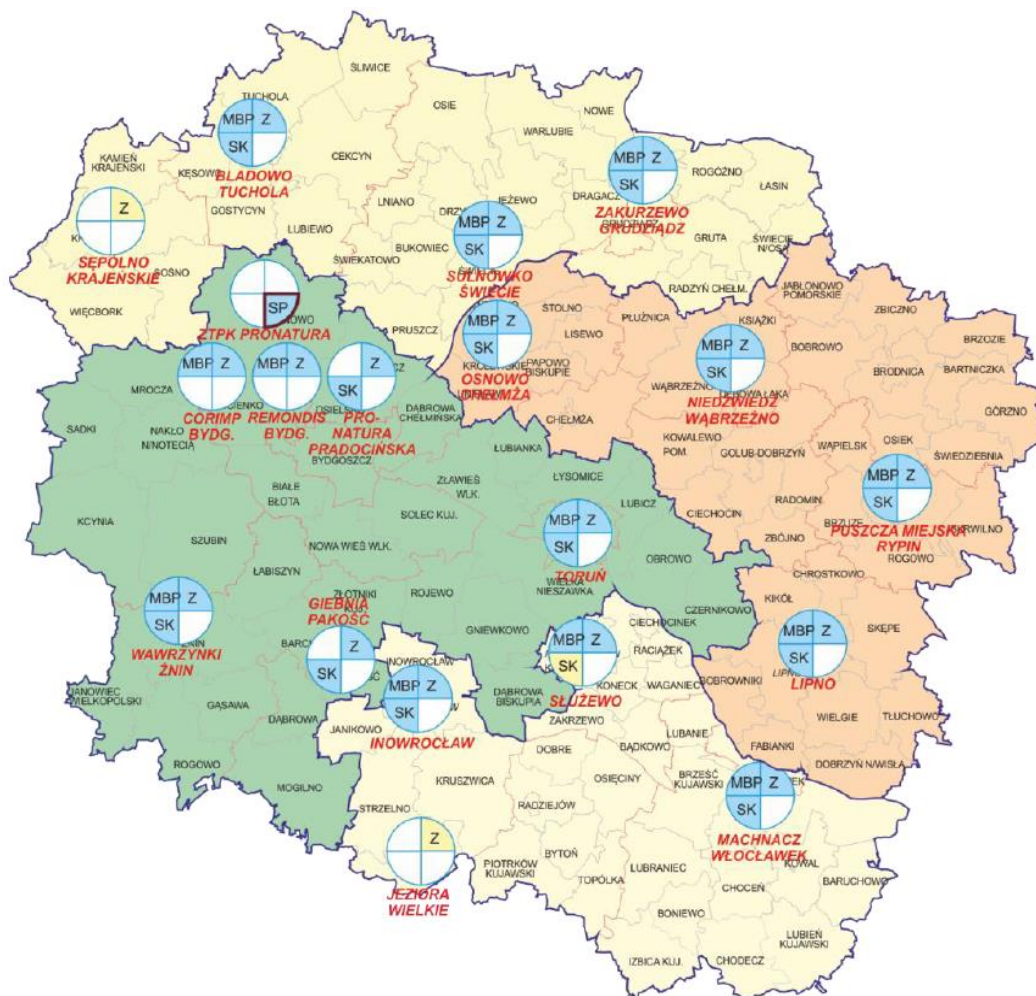 ŚLIWICE
TUCHOLA
OSIE
NOWE
MBP Z
SK
WARLUBIE
KAMIEŃ
KRAJEŃSKI
KĘSOWO
CEKCYN
MBP Z
SK
ROGÓŹNO
ŁASIN
BLADOWO
TUCHOLA
LNIANO
JEŻEWO
DRAGACZ
ZAKURZEWO
GRUDZIĄDZ
Z
GOSTYCYN
LUBIEWO
BUKOWIEC
MBP Z
SK
GRUTA
ŚWIECIE
N/OSĄ
SĘPÓLNO
KRAJEŃSKIE
ŚWIEKATOWO
SULNÓWKO
ŚWIECIE
RADZYŃ CHEŁM.
WIĘCBORK
SP
ZTPK PRONATURA
PRUSZCZ
STOLNO
PŁUŻNICA
KSIĄŻKI
JABŁONOWO
POMORSKIE
ZBICZNO
MBP Z
SK
LISEWO
BOBROWO
BRZOZIE
PAPOWO
BISKUPIE
OSNOWO
CHEŁMŻA
WĄBRZEŹNO
MBP Z
SK
NIEDŹWIEDŹ
WĄBRZEŹNO
BRODNICA
BARTNICZKA
GÓRZNO
MROCZA
MBP Z
MBP Z
Z
SK
CORIMP
BYDG.
REMONDIS
BYDG.
PRO-
NATURA
PRĄDOCIŃSKA
DĄBROWA
CHEŁMIŃSKA
CHEŁMŻA
SADKI
NAKŁO
N/NOTECIĄ
BYDGOSZCZ
ŁUBIANKA
KOWALEWO
POM.
GOLUB-DOBRZYŃ
WĄPIELSK
OSIEK
ŚWIEDZIEBNIA
BIAŁE
BŁOTA
ZŁAWIEŚ
WLK.
ŁYSOMICE
MBP Z
SK
PUSZCZA MIEJSKA
RYPIN
KCYNIA
SZUBIN
SOLEC KUJ.
LUBICZ
CIECHOCIN
RADOMIN
ZBÓJNO
ROGOWO
NOWA WIEŚ WLK.
MBP Z
SK
TORUŃ
OBROWO
CHROSTKOWO
ŁABISZYN
WIELKA
NIESZAWKA
CZERNIKOWO
KIKÓŁ
SKĘPE
MBP Z
SK
WAWRZYNKI
ŻNIN
ZŁOTNIKI
GIEBNIA
PAKOŚĆ
ROJEWO
GNIEWKOWO
CIECHOCINEK
RACIĄŻEK
MBP Z
SK
LIPNO
Z
SK
INOWROCŁAW
MBP Z
SK
SŁUŻEWO
KONECK
WAGANIEC
BOBROWNIKI
JANOWIEC
WIELKOPOLSKI
GĄSAWA
DĄBROWA
MBP Z
SK
INOWROCŁAW
DĄBROWA
BISKUPIA
ZAKRZEWO
WIELGIE
TŁUCHOWO
JANIKOWO
DOBRE
BĄDKOWO
LUBANIE
FABIANKI
DOBRZYŃ N/WISŁĄ
ROGOWO
MOGILNO
KRUSZWICA
OSIĘCINY
BRZEŚĆ
KUJAWSKI
MBP Z
SK
MACHNACZ
WŁOCŁAWEK
STRZELNO
RADZIEJÓW
Z
JEZIORA
WIELKIE
BYTOŃ
PIOTRKÓW
KUJAWSKI
TOPÓLKA
LUBRANIEC
KOWAL
BARUCHOWO
CHOCEŃ
BONIEWO
LUBIEŃ
KUJAWSKI
IZBICA KUJ.
CHODECZ